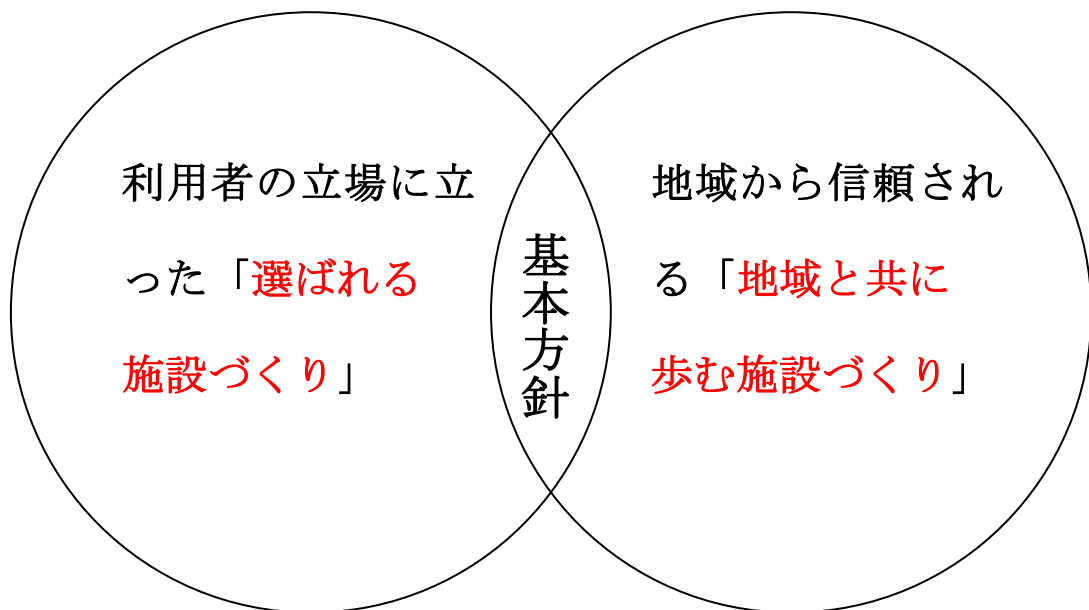 利用者の立場に立
った「選ばれる
施設づくり」
基本方針
地域から信頼され
る「地域と共に
歩む施設づくり」